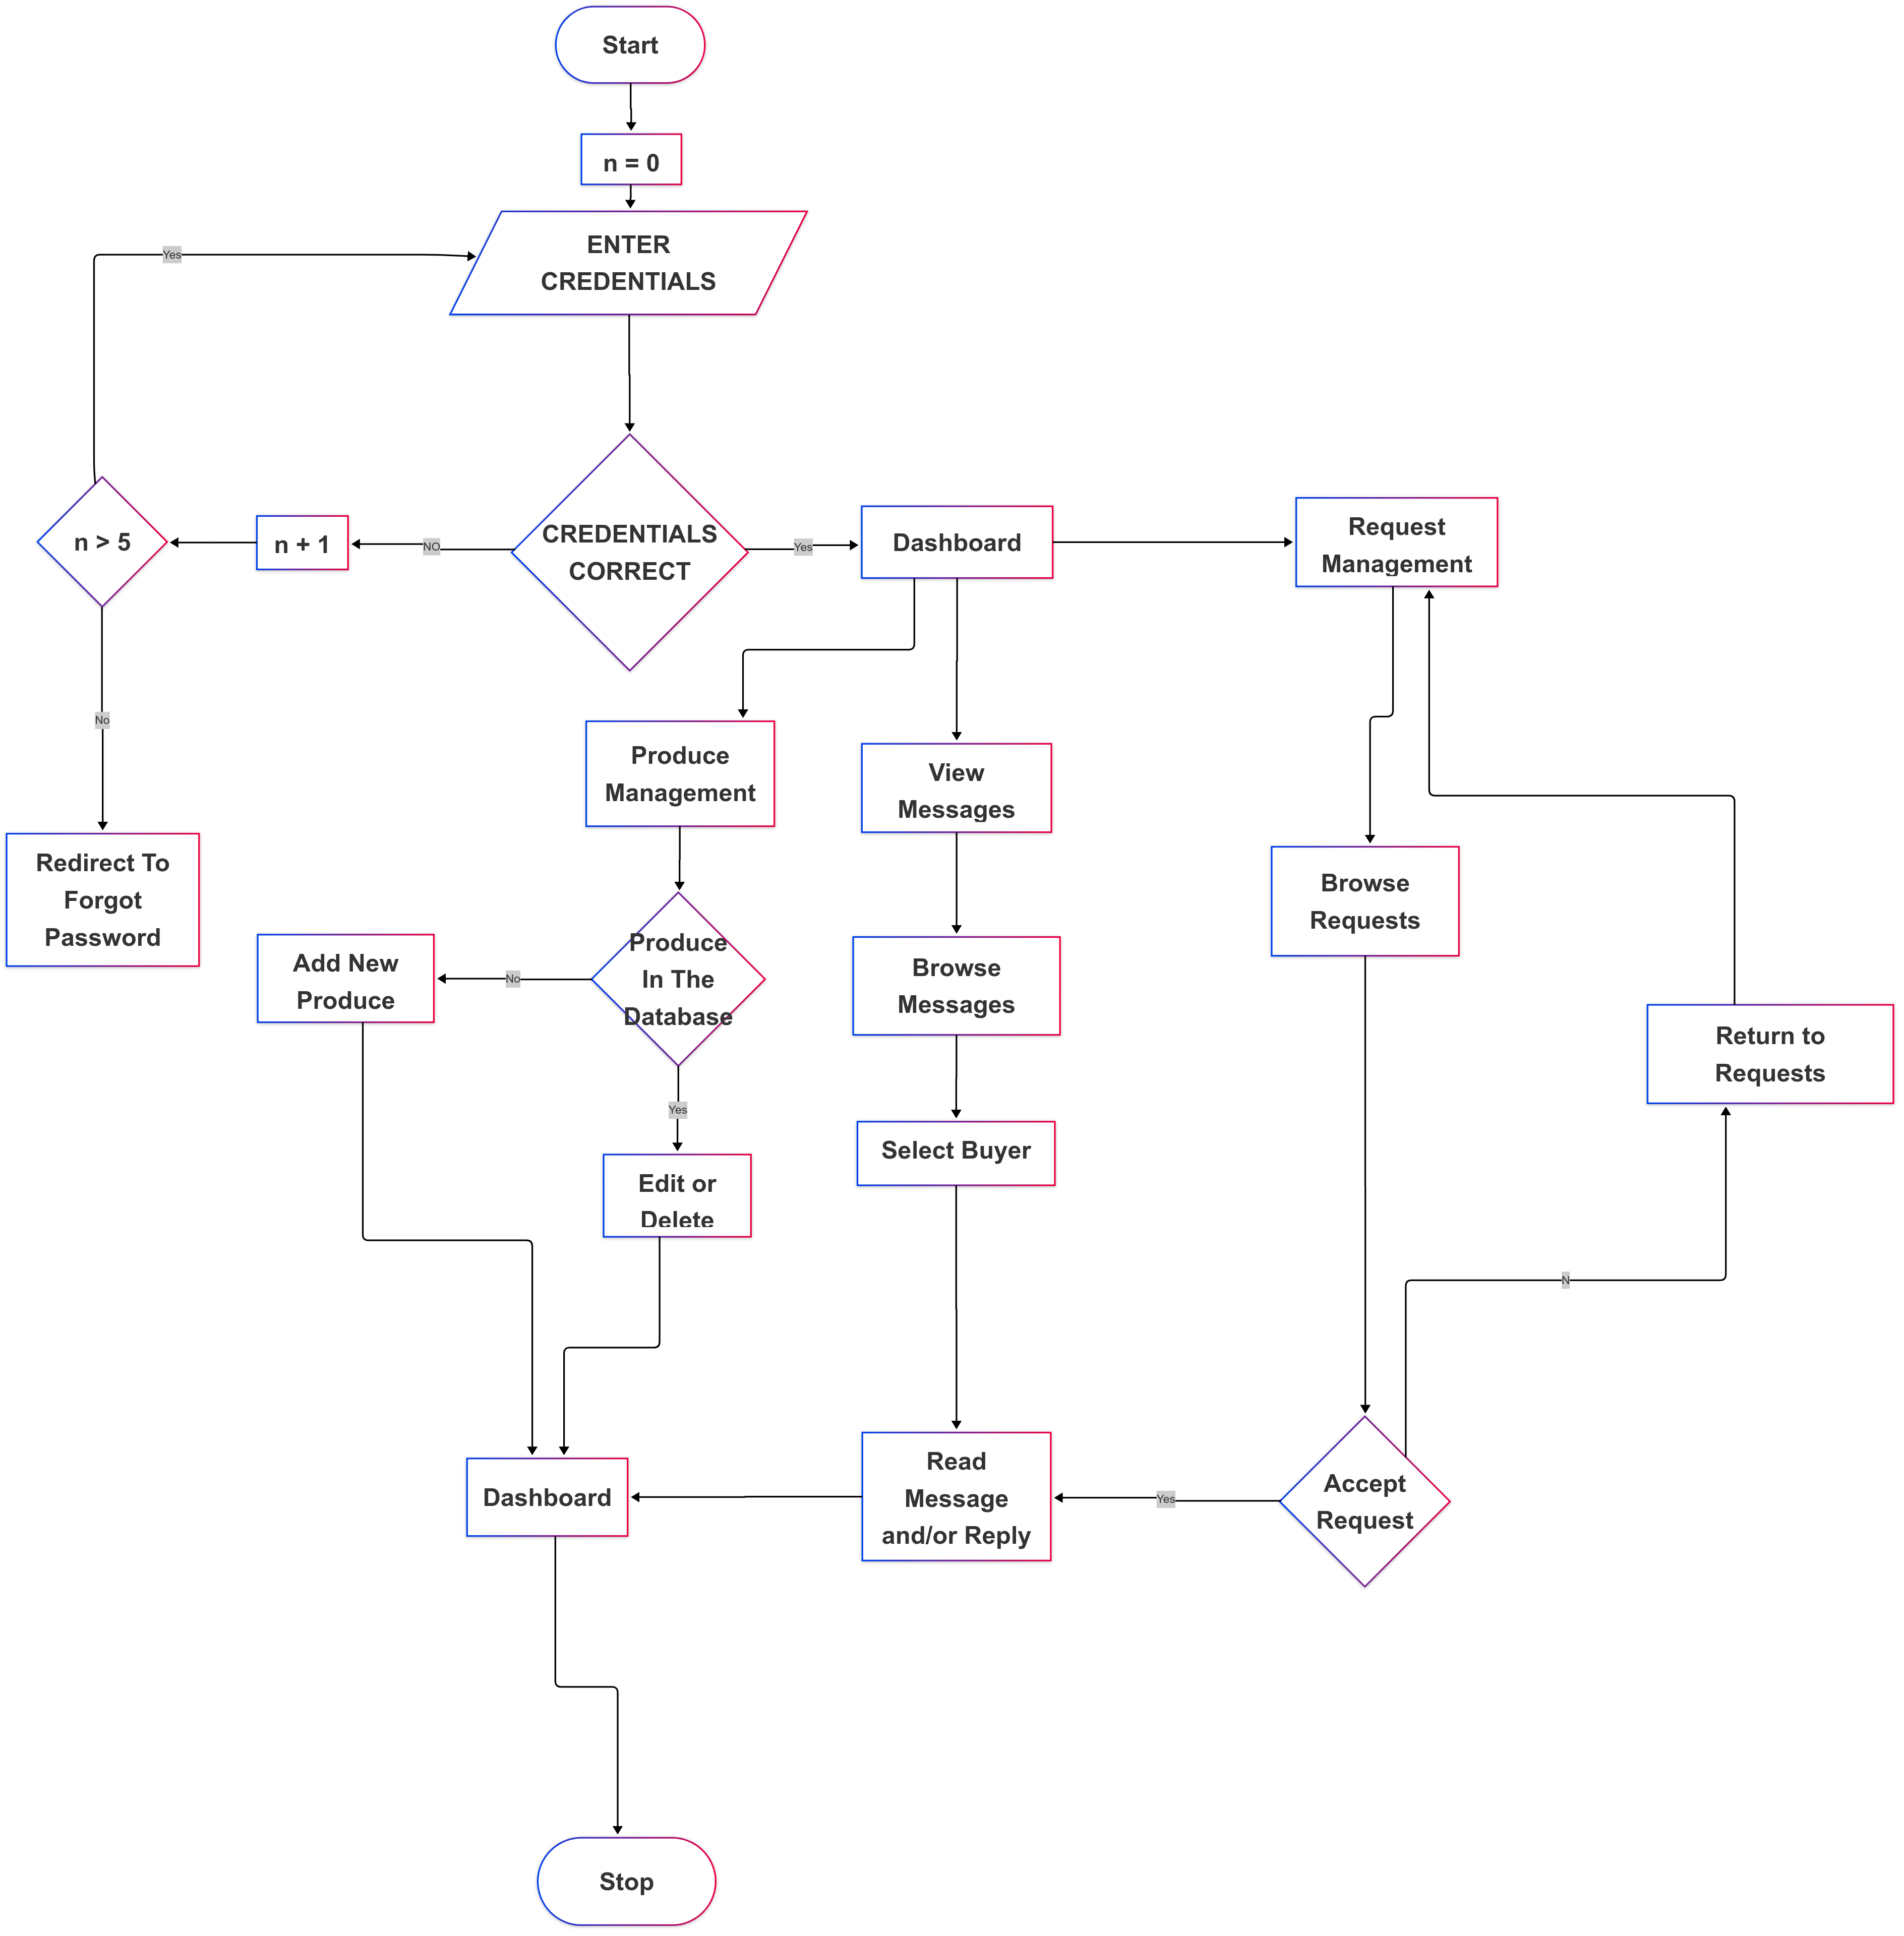 Start
n = 0
ENTER
CREDENTIALS
Yes
CREDENTIALS
CORRECT
NO
n + 1
n > 5
No
Redirect To
Forgot
Password
Yes
Dashboard
Request
Management
Produce
Management
View
Messages
Browse
Requests
Produce
In The
Database
No
Add New
Produce
Yes
Edit or
Delete
Browse
Messages
Select Buyer
Return to
Requests
N
Accept
Request
Yes
Read
Message
and/or Reply
Dashboard
Stop